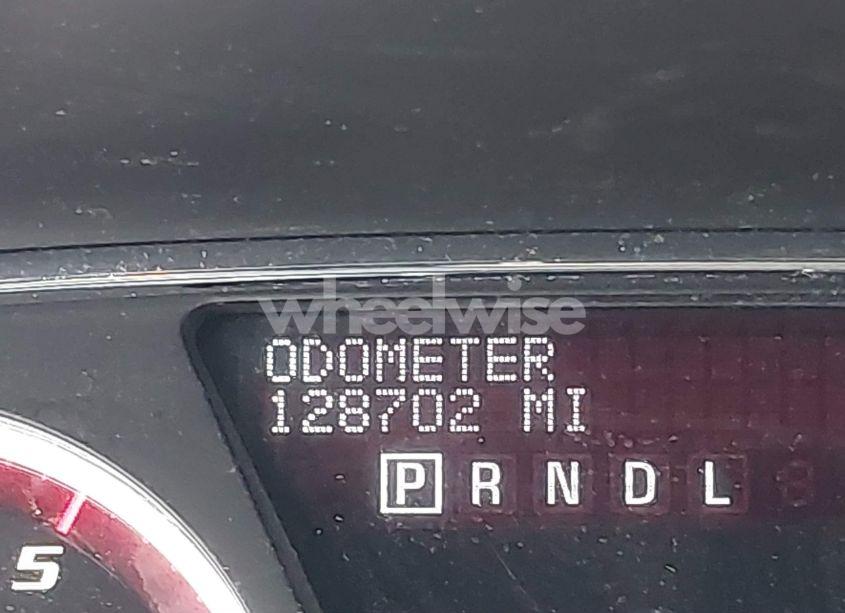 wheelwise
ODOMETER
128702 MI
P R N D L
5